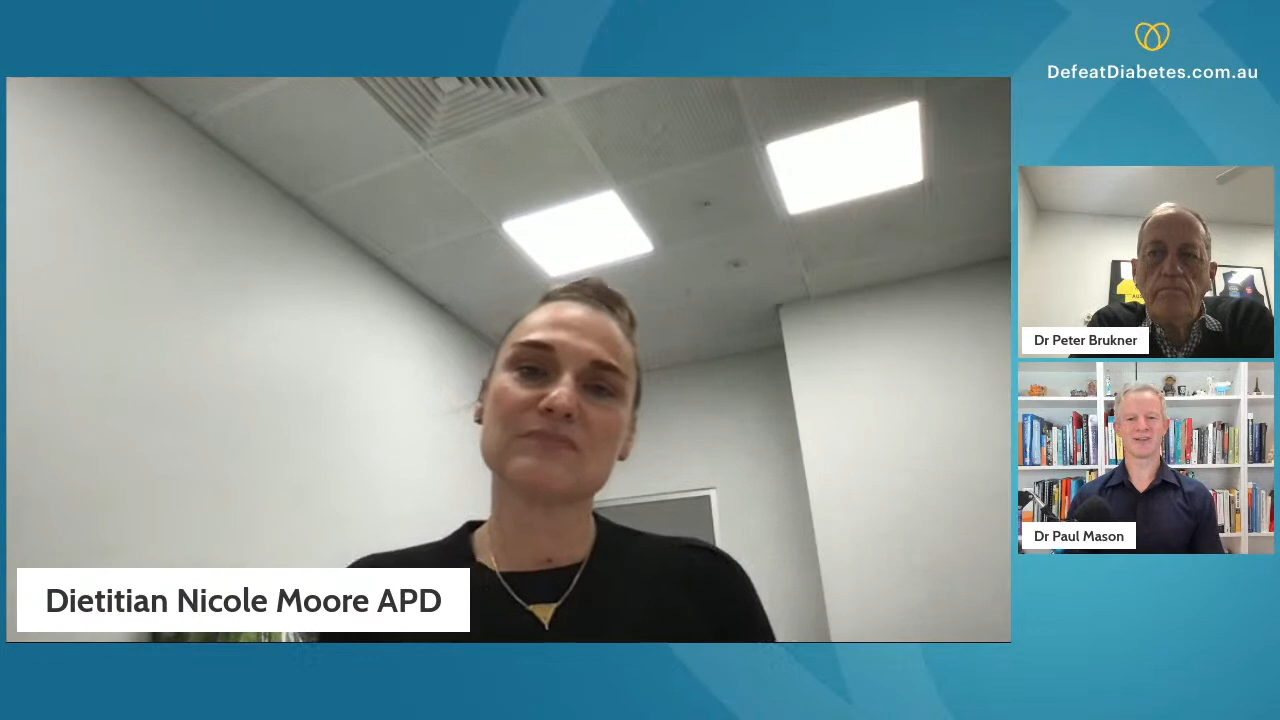 DefeatDiabetes.com.au
Dr Peter Brukner
Dr Paul Mason
Dietitian Nicole Moore APD